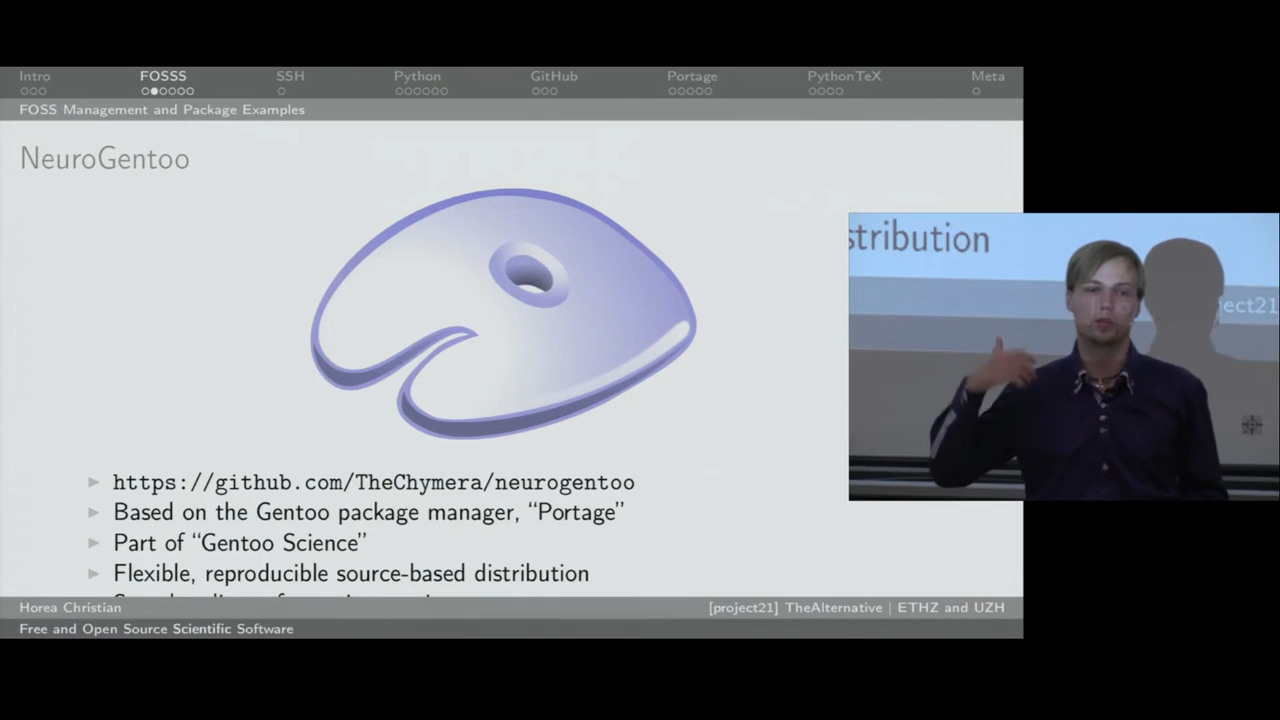 Intro FOSSS SSH Python GitHub Portage PythonTeX Meta
FOSS Management and Package Examples
NeuroGentoo
stribution
ject21
https://github.com/TheChymera/neurogentoo
Based on the Gentoo package manager, “Portage”
Part of “Gentoo Science”
Flexible, reproducible source-based distribution
Horea Christian [project21] TheAlternative | ETHZ and UZH
Free and Open Source Scientific Software